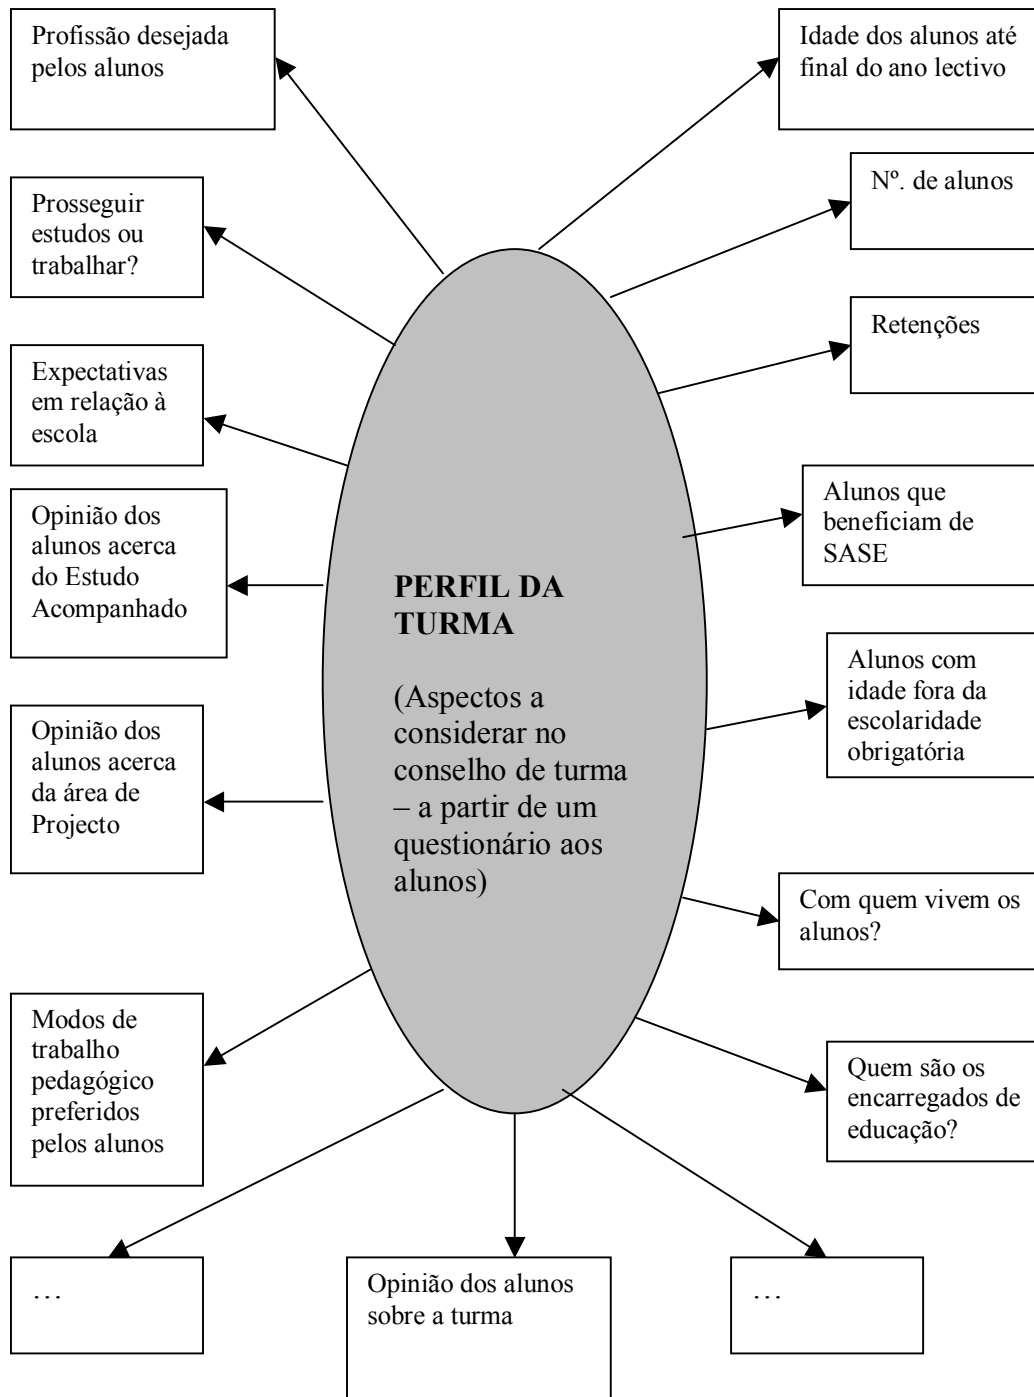 Profissão desejada
pelos alunos
Idade dos alunos até
final do ano lectivo
Nº. de alunos
Prosseguir
estudos ou
trabalhar?
Retenções
Expectativas
em relação à
escola
Alunos que
beneficiam de
SASE
Opinião dos
alunos acerca
do Estudo
Acompanhado
PERFIL DA
TURMA
(Aspectos a
considerar no
conselho de turma
– a partir de um
questionário aos
alunos)
Alunos com
idade fora da
escolaridade
obrigatória
Opinião dos
alunos acerca
da área de
Projecto
Com quem vivem os
alunos?
Modos de
trabalho
pedagógico
preferidos
pelos alunos
Quem são os
encarregados de
educação?
…
Opinião dos alunos
sobre a turma
…